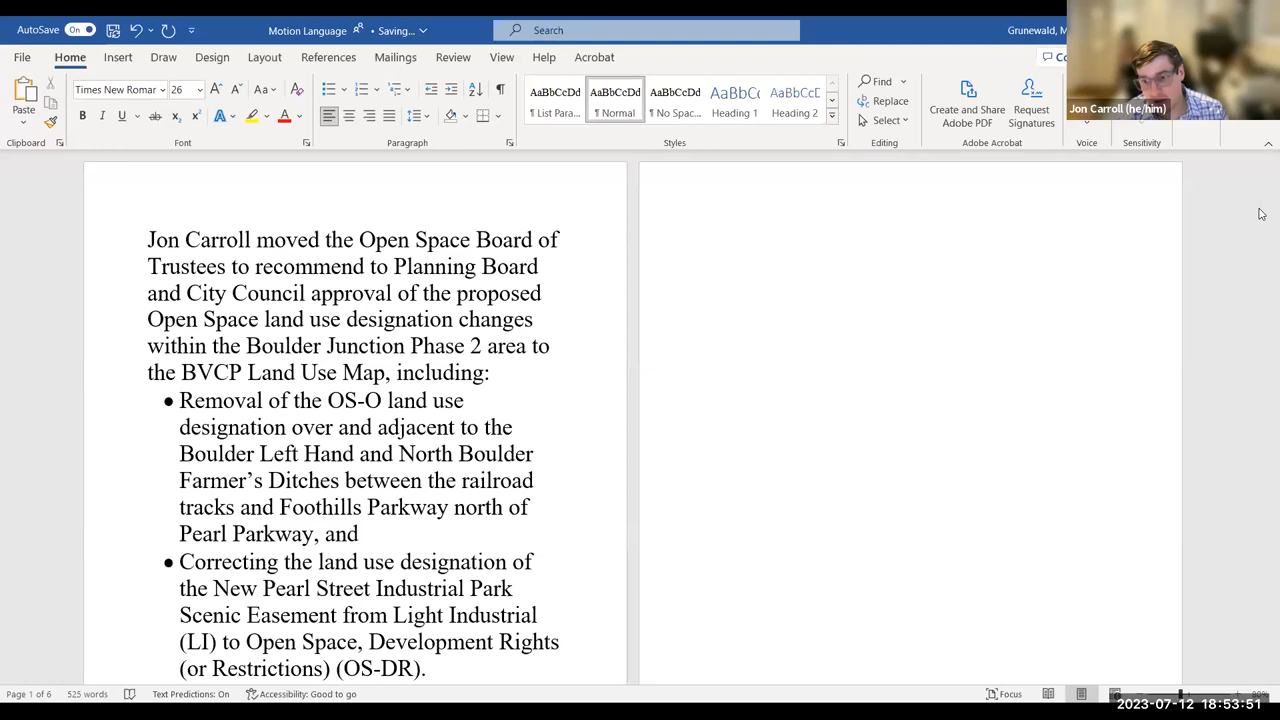 AutoSave On Motion Language Saving... Search Grunewald, M
File Home Insert Draw Design Layout References Mailings Review View Help Acrobat
Times New Romar 26 Aa AaBbCcDd AaBbCcDd AaBbCcDd AaBbC AaBbCcD Find
Paste Replace Create and Share Request Jon Carroll (he/him)
List Para... Normal No Spac... Heading 1 Heading 2 Select Adobe PDF Signatures
Clipboard Font Paragraph Styles Editing Adobe Acrobat Voice Sensitivity
Jon Carroll moved the Open Space Board of
Trustees to recommend to Planning Board
and City Council approval of the proposed
Open Space land use designation changes
within the Boulder Junction Phase 2 area to
the BVCP Land Use Map, including:
• Removal of the OS-O land use
designation over and adjacent to the
Boulder Left Hand and North Boulder
Farmer’s Ditches between the railroad
tracks and Foothills Parkway north of
Pearl Parkway, and
• Correcting the land use designation of
the New Pearl Street Industrial Park
Scenic Easement from Light Industrial
(LI) to Open Space, Development Rights
(or Restrictions) (OS-DR).
Page 1 of 6 525 words Text Predictions: On Accessibility: Good to go Focus 80%
2023-07-12 18:53:51